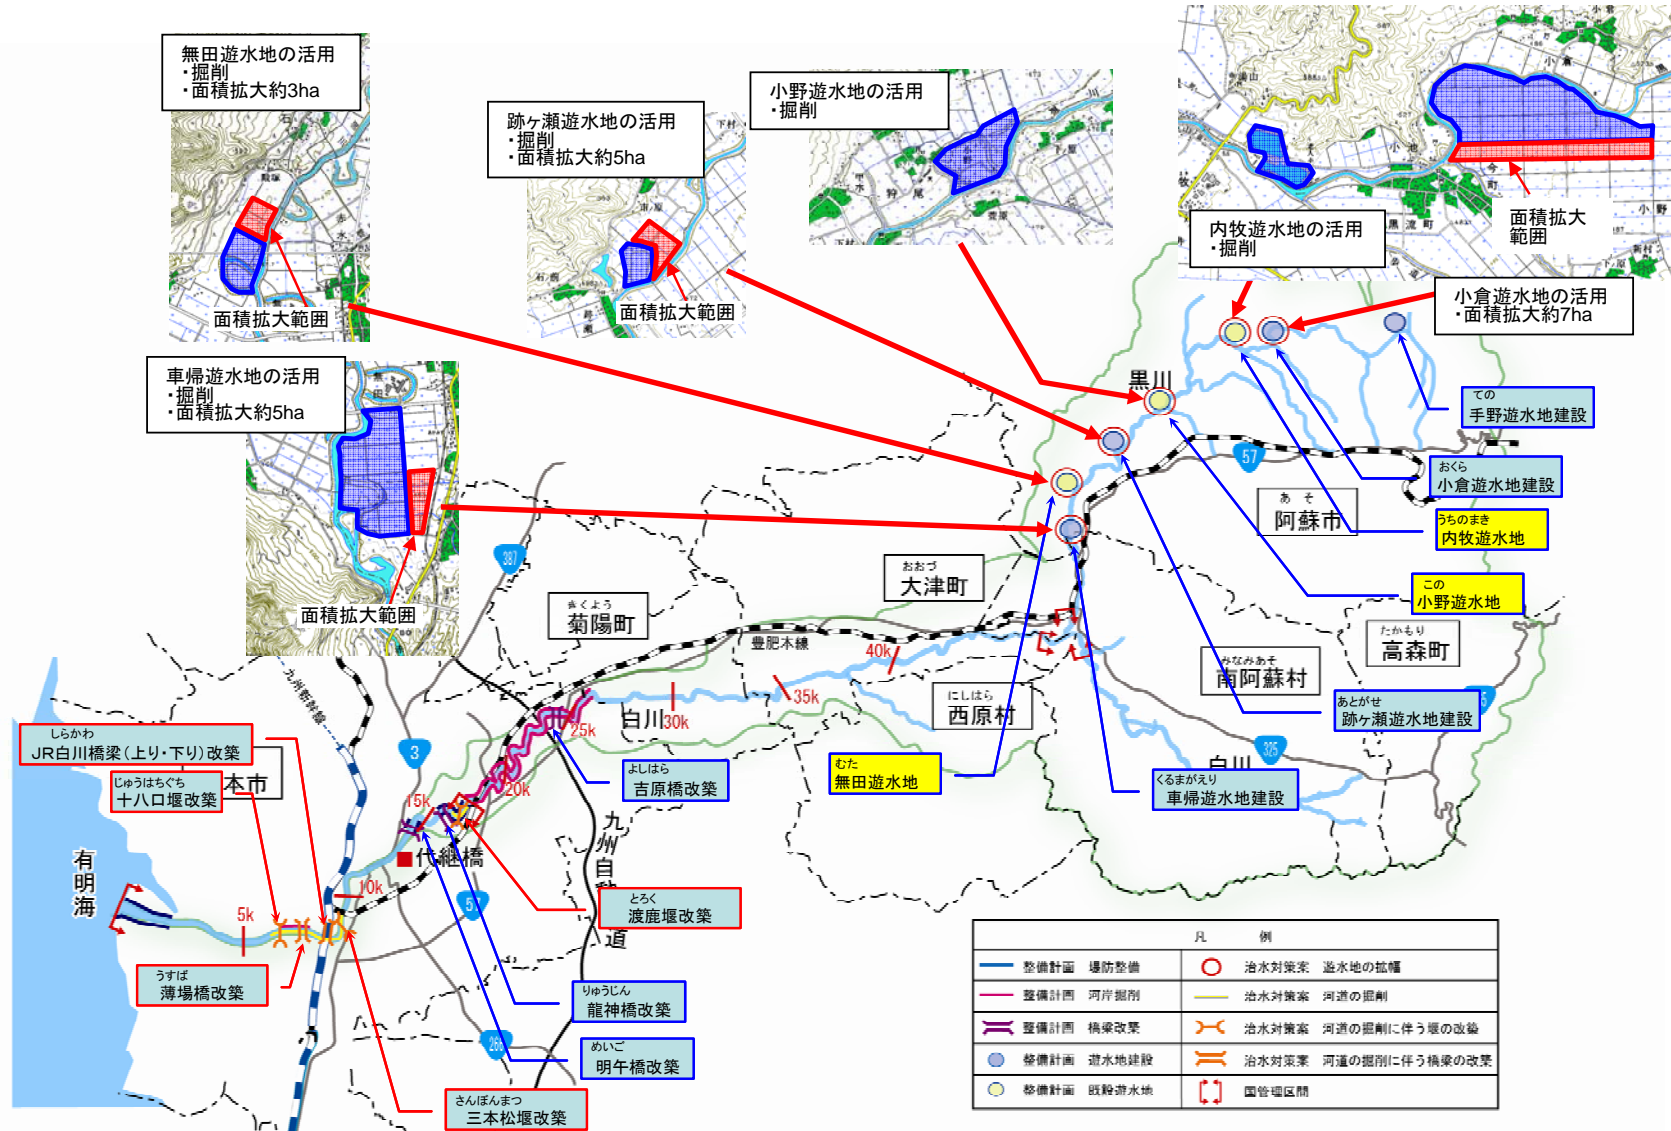 無田遊水地の活用
・掘削
・面積拡大約3ha
面積拡大範囲
跡ヶ瀬遊水地の活用
・掘削
・面積拡大約5ha
面積拡大範囲
小野遊水地の活用
・掘削
内牧遊水地の活用
・掘削
面積拡大
範囲
小倉遊水地の活用
・面積拡大約7ha
車帰遊水地の活用
・掘削
・面積拡大約5ha
面積拡大範囲
黒川
ての
手野遊水地建設
おぐら
小倉遊水地建設
うちのまき
内牧遊水地
この
小野遊水地
あとがせ
跡ヶ瀬遊水地建設
くるまがえり
車帰遊水地建設
むた
無田遊水地
あそ
阿蘇市
おおづ
大津町
きくよう
菊陽町
たかもり
高森町
みなみあそ
南阿蘇村
にしはら
西原村
本市
豊肥本線
九州新幹線
九州自動車道
白川
白川
57
387
3
325
266
5k
10k
15k
20k
25k
30k
35k
40k
しらかわ
JR白川橋梁(上り・下り)改築
じゅうはちぐち
十八口堰改築
有明海
代継橋
よしはら
吉原橋改築
とろく
渡鹿堰改築
うすば
薄場橋改築
りゅうじん
龍神橋改築
めいご
明午橋改築
さんぼんまつ
三本松堰改築
凡 例
整備計画 堤防整備
治水対策案 遊水地の拡幅
整備計画 河岸掘削
治水対策案 河道の掘削
整備計画 橋梁改築
治水対策案 河道の掘削に伴う堰の改築
整備計画 遊水地建設
治水対策案 河道の掘削に伴う橋梁の改築
整備計画 既設遊水地
国管理区間